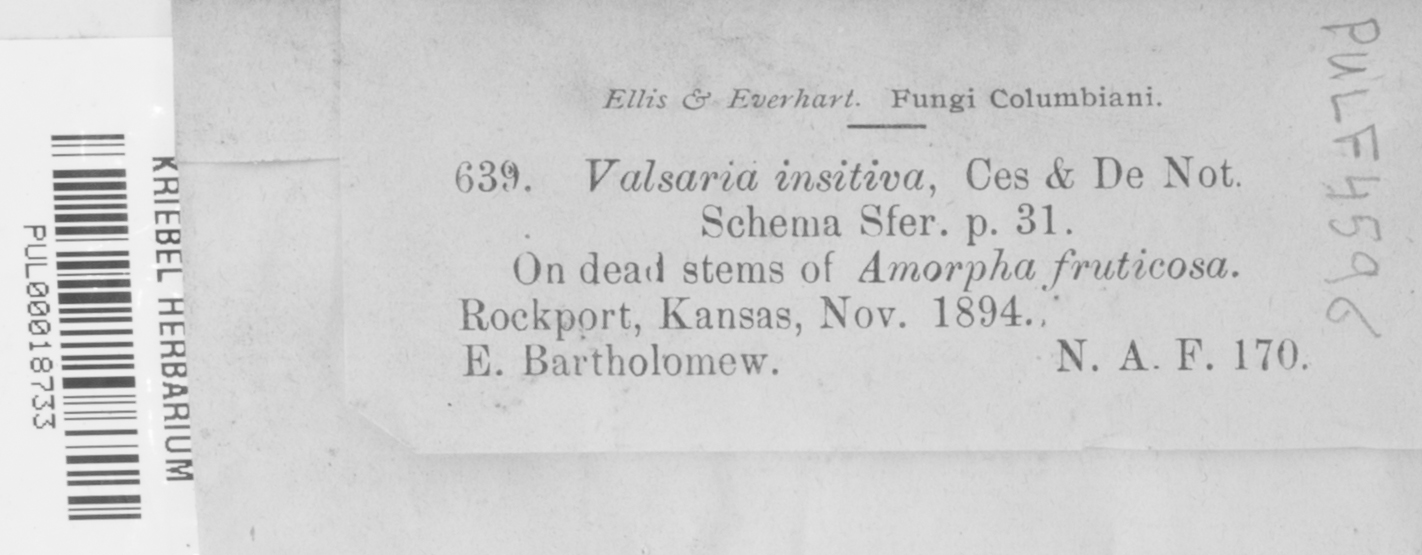 Ellis & Everhart. Fungi Columbiani.
639. Valsaria insitiva, Ces & De Not.
Schema Sfer. p. 31.
On dead stems of Amorpha fruticosa.
Rockport, Kansas, Nov. 1894.
E. Bartholomew. N. A. F. 170.
PULF4596
KRIEBEL HERBARIUM
PUL00018733